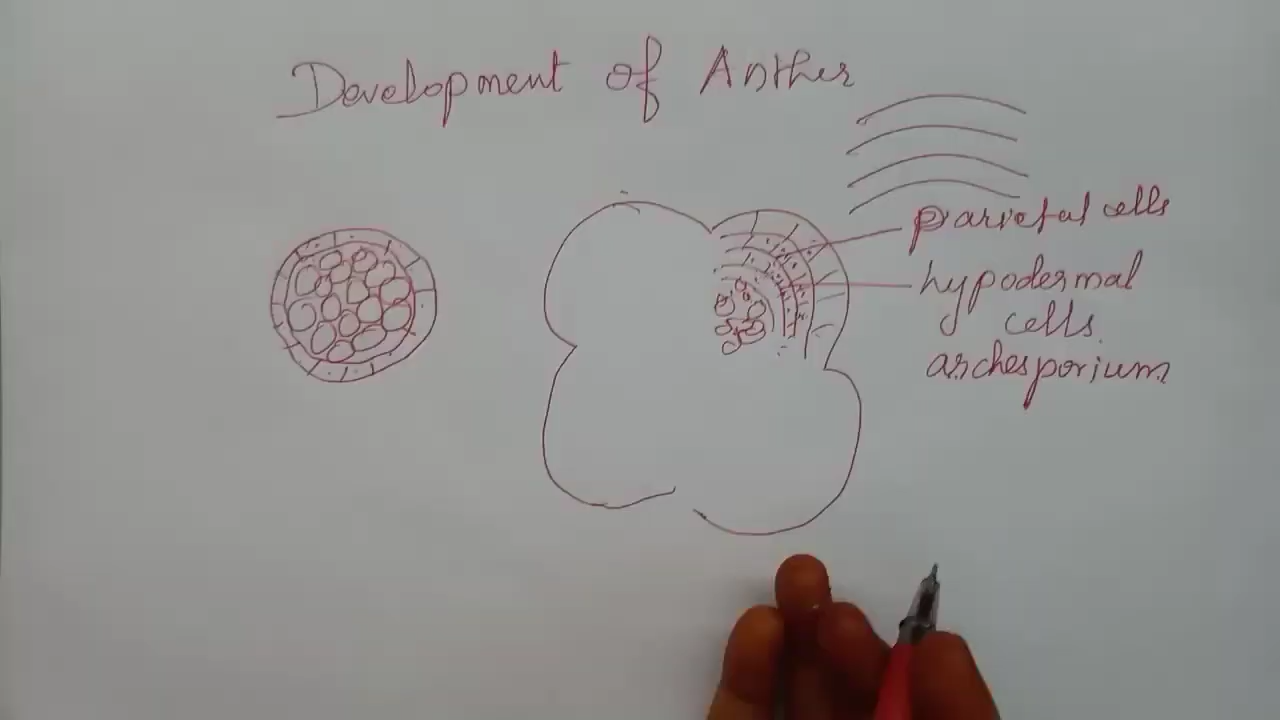 Development of Anther
parietal cells
hypodermal
cells.
archesporium